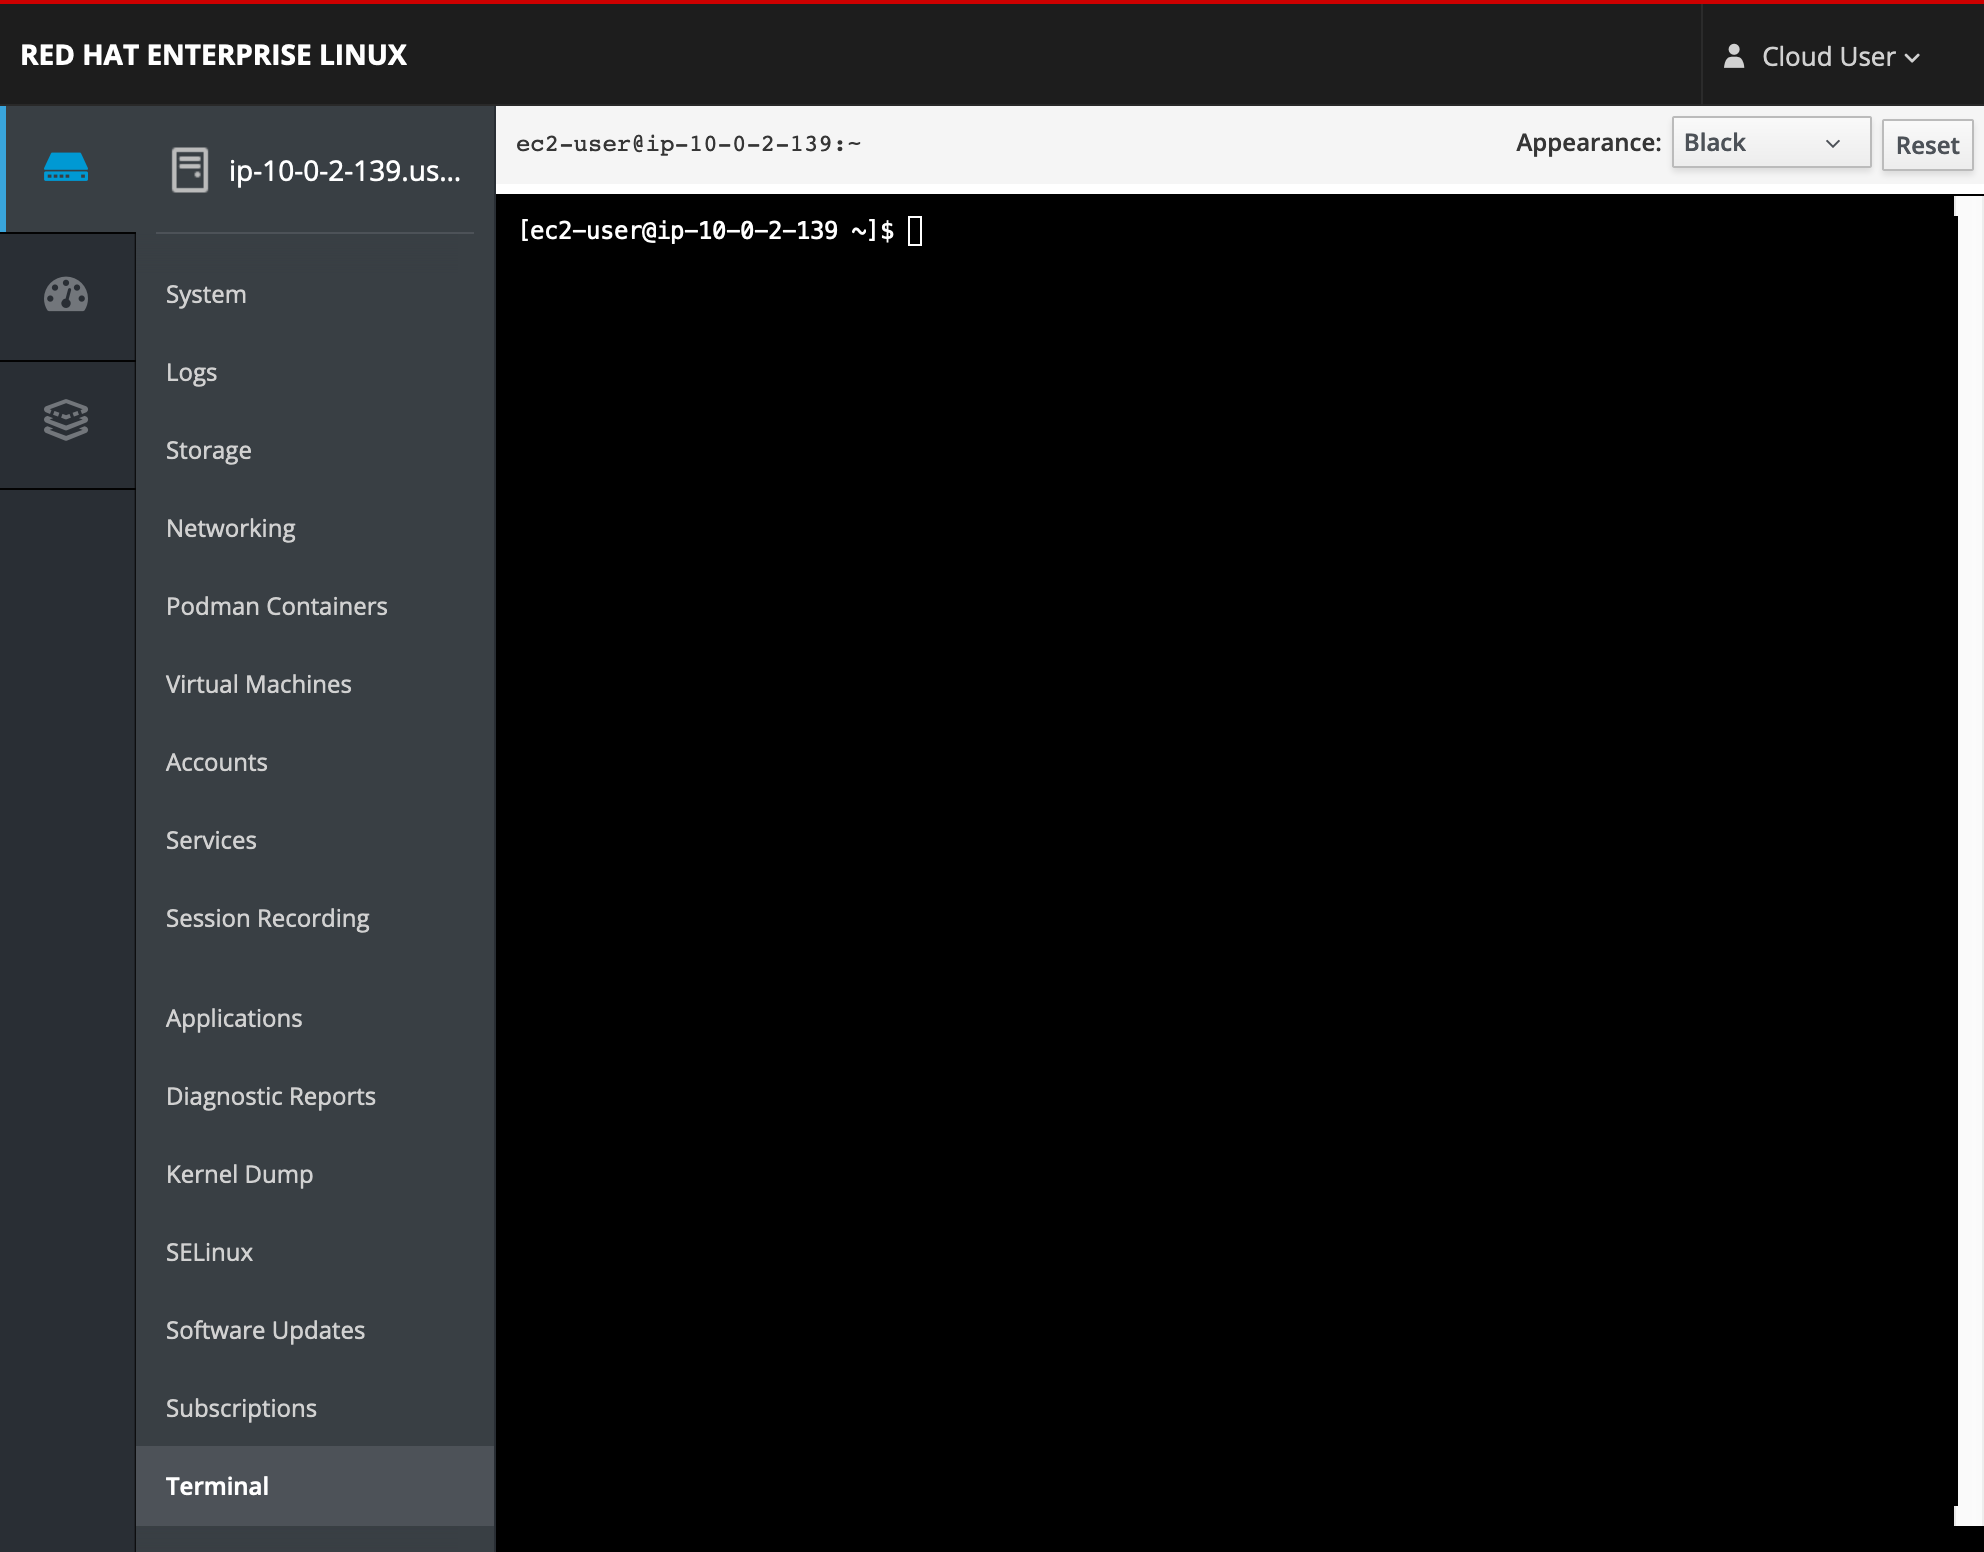 RED HAT ENTERPRISE LINUX
Cloud User
ip-10-0-2-139.us...
System
Logs
Storage
Networking
Podman Containers
Virtual Machines
Accounts
Services
Session Recording
Applications
Diagnostic Reports
Kernel Dump
SELinux
Software Updates
Subscriptions
Terminal
ec2-user@ip-10-0-2-139:~
Appearance: Black Reset
[ec2-user@ip-10-0-2-139 ~]$